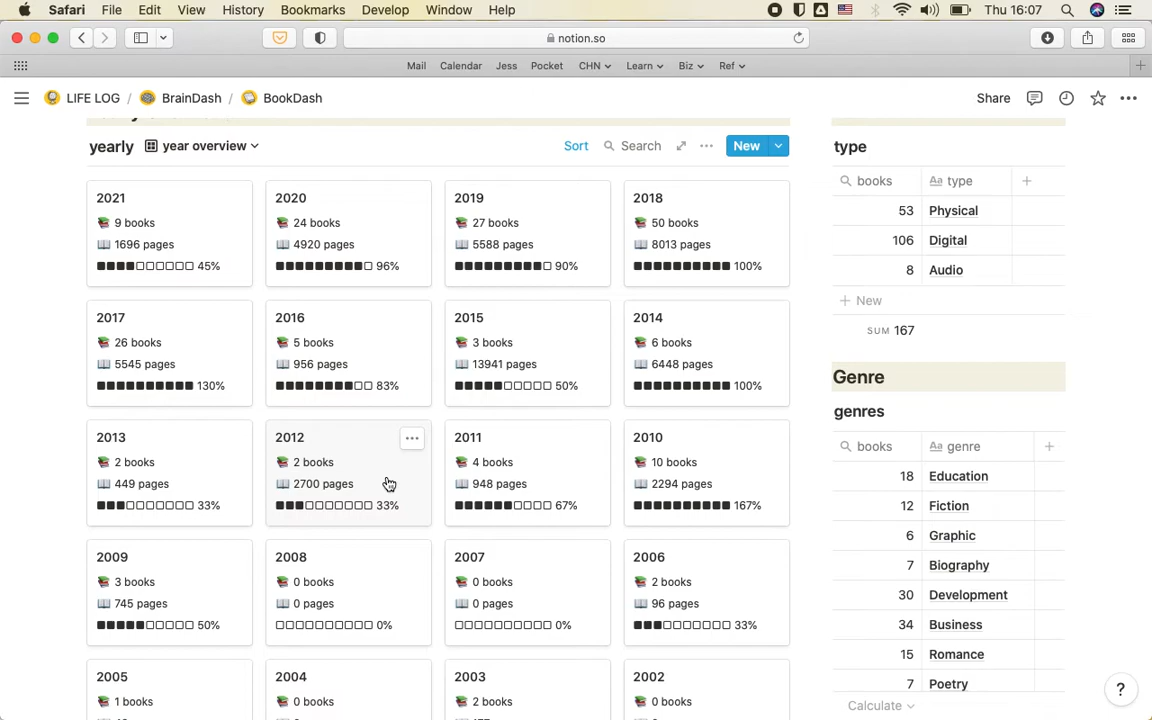 Safari File Edit View History Bookmarks Develop Window Help Thu 16:07
notion.so
Mail Calendar Jess Pocket CHN Learn Biz Ref
LIFE LOG / BrainDash / BookDash Share
yearly year overview Sort Search New
2021
9 books
1696 pages
45%
2020
24 books
4920 pages
96%
2019
27 books
5588 pages
90%
2018
50 books
8013 pages
100%
2017
26 books
5545 pages
130%
2016
5 books
956 pages
83%
2015
3 books
13941 pages
50%
2014
6 books
6448 pages
100%
2013
2 books
449 pages
33%
2012
2 books
2700 pages
33%
2011
4 books
948 pages
67%
2010
10 books
2294 pages
167%
2009
3 books
745 pages
50%
2008
0 books
0 pages
0%
2007
0 books
0 pages
0%
2006
2 books
96 pages
33%
2005
1 books
2004
0 books
2003
2 books
2002
0 books
type
books Aa type
53 Physical
106 Digital
8 Audio
+ New
SUM 167
Genre
genres
books Aa genre
18 Education
12 Fiction
6 Graphic
7 Biography
30 Development
34 Business
15 Romance
7 Poetry
Calculate
?